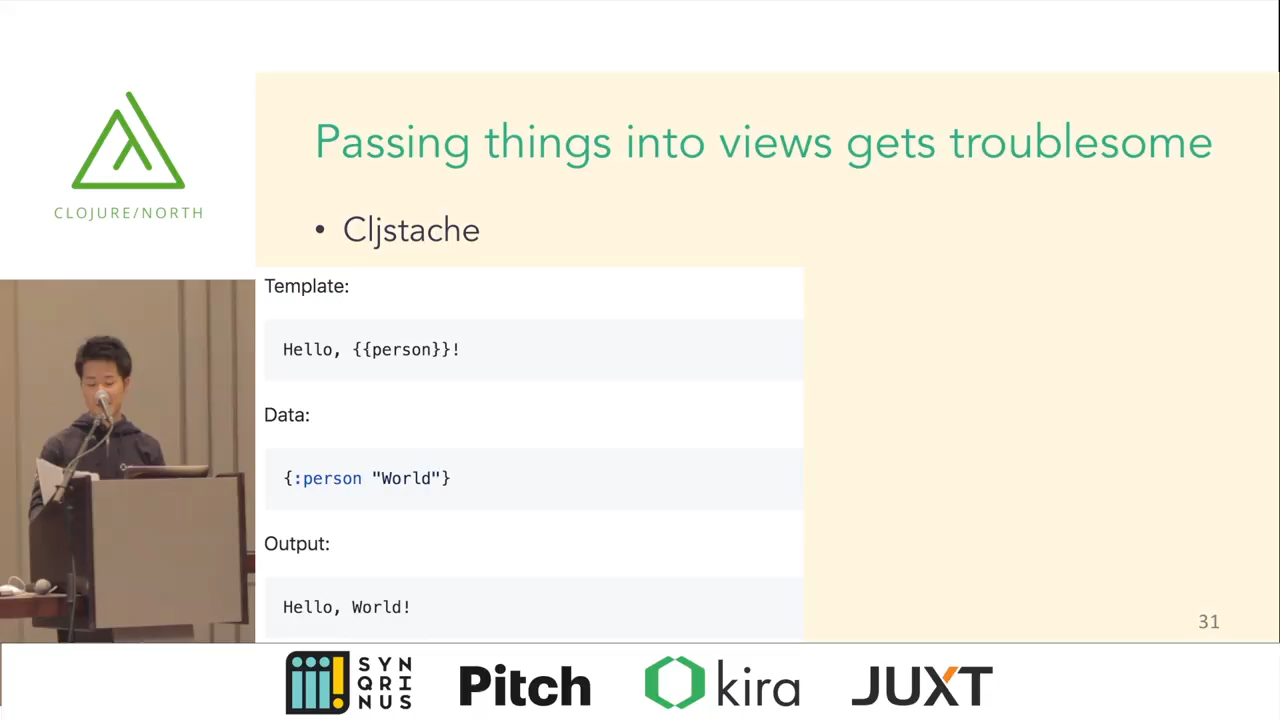 CLOJURE/NORTH
Passing things into views gets troublesome
• Cljstache
Template:
Hello, {{person}}!
Data:
{:person "World"}
Output:
Hello, World!
31
SYN
QRI
NUS
Pitch
kira
JUXT